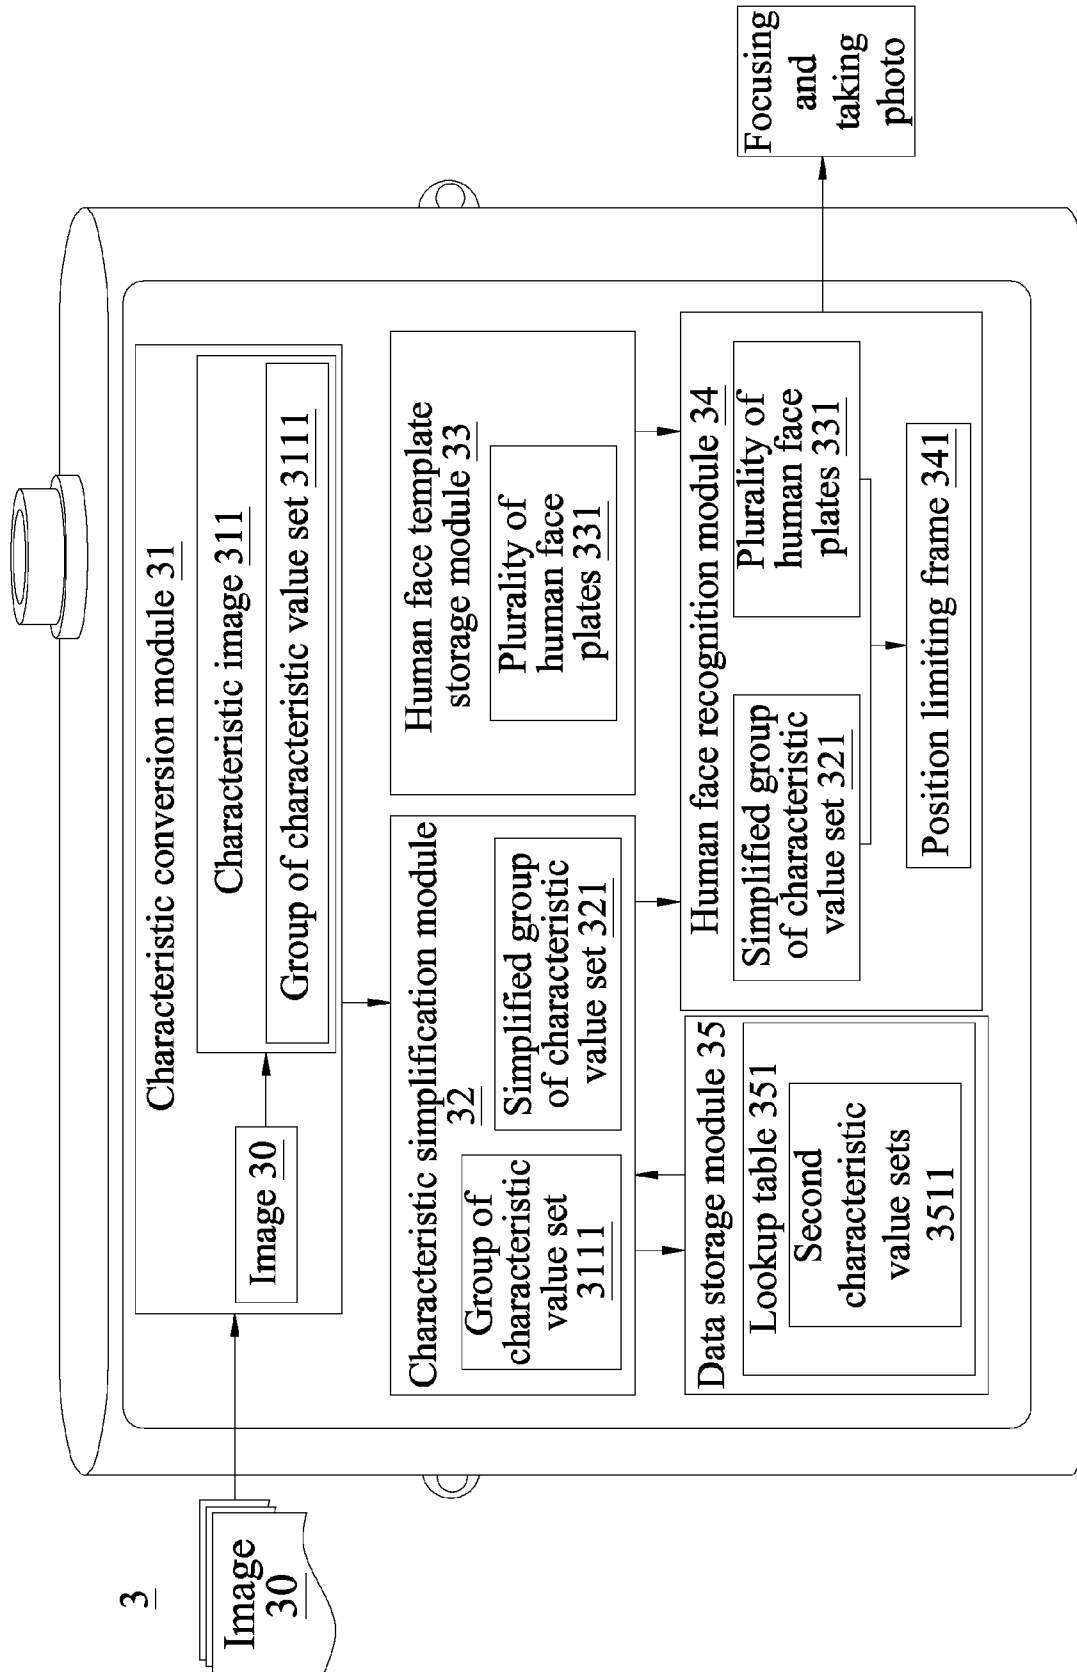 3
Image
30
Characteristic conversion module 31
Image 30
Characteristic image 311
Group of characteristic value set 3111
Characteristic simplification module
32
Group of
characteristic
value set
3111
Simplified group
of characteristic
value set 321
Human face template
storage module 33
Plurality of
human face
plates 331
Data storage module 35
Lookup table 351
Second
characteristic
value sets
3511
Human face recognition module 34
Simplified group
of characteristic
value set 321
Plurality of
human face
plates 331
Position limiting frame 341
Focusing
and
taking
photo